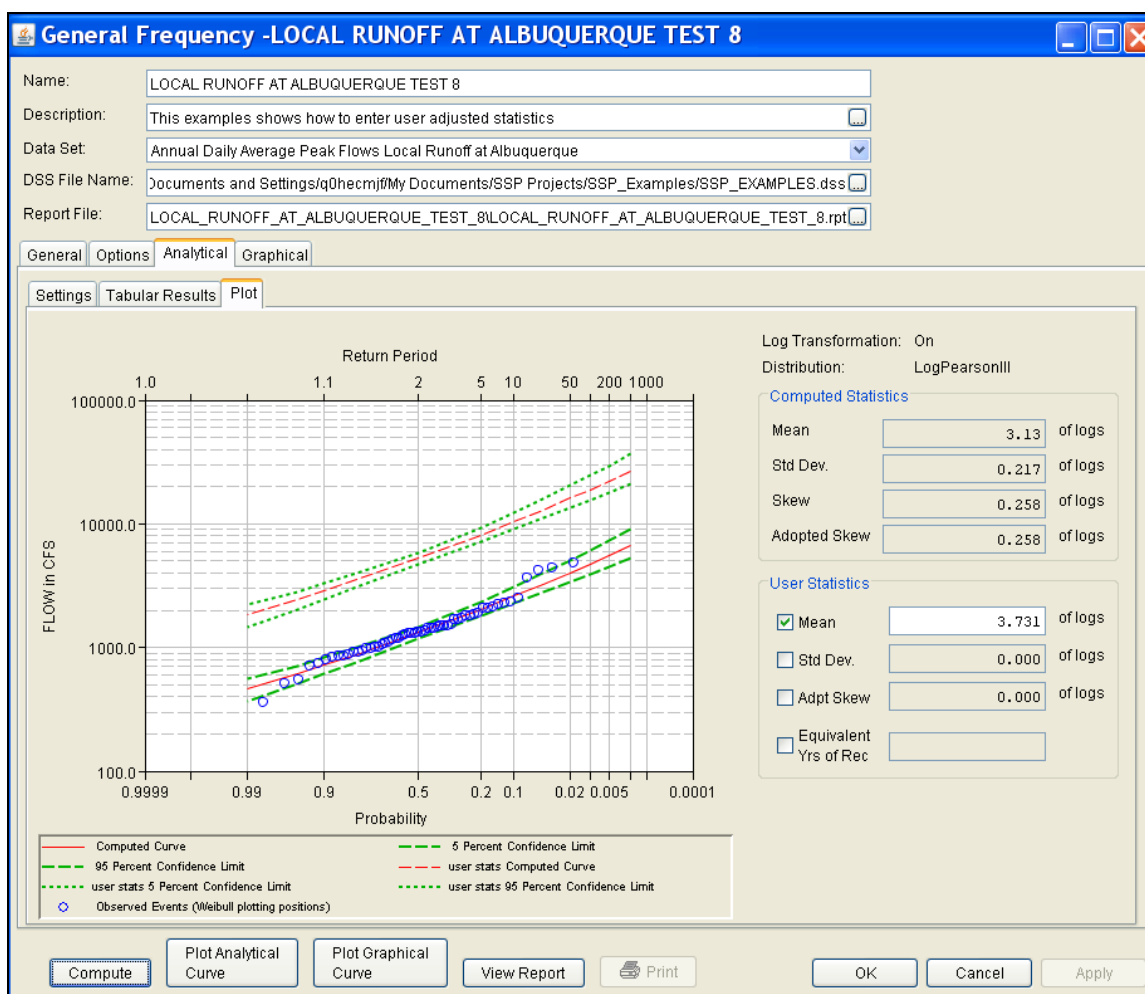 General Frequency -LOCAL RUNOFF AT ALBUQUERQUE TEST 8
Name: LOCAL RUNOFF AT ALBUQUERQUE TEST 8
Description: This examples shows how to enter user adjusted statistics ...
Data Set: Annual Daily Average Peak Flows Local Runoff at Albuquerque
DSS File Name: Documents and Settings/q0hecmjf/My Documents/SSP Projects/SSP_Examples/SSP_EXAMPLES.dss ...
Report File: LOCAL_RUNOFF_AT_ALBUQUERQUE_TEST_8\LOCAL_RUNOFF_AT_ALBUQUERQUE_TEST_8.rpt ...
General Options Analytical Graphical
Settings Tabular Results Plot
Return Period
1.0 1.1 2 5 10 50 200 1000
100000.0
10000.0
1000.0
100.0
FLOW in CFS
0.9999 0.99 0.9 0.5 0.2 0.1 0.02 0.005 0.0001
Probability
Computed Curve 5 Percent Confidence Limit
95 Percent Confidence Limit user stats Computed Curve
user stats 5 Percent Confidence Limit user stats 95 Percent Confidence Limit
Observed Events (Weibull plotting positions)
Log Transformation: On
Distribution: LogPearsonIII
Computed Statistics
Mean 3.13 of logs
Std Dev. 0.217 of logs
Skew 0.258 of logs
Adopted Skew 0.258 of logs
User Statistics
Mean 3.731 of logs
Std Dev. 0.000 of logs
Adpt Skew 0.000 of logs
Equivalent
Yrs of Rec
Compute
Plot Analytical
Curve
Plot Graphical
Curve
View Report
Print
OK
Cancel
Apply